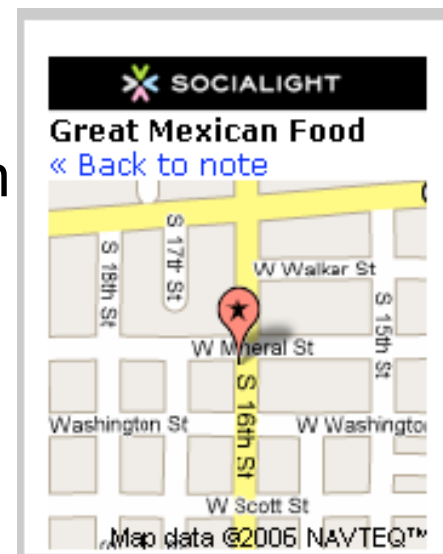 SOCIALIGHT
Great Mexican Food
« Back to note
S 18th St
S 17th St
W Walker St
S 15th St
W Mineral St
S 16th St
Washington St
W Washington
W Scott St
Map data ©2006 NAVTEQ™